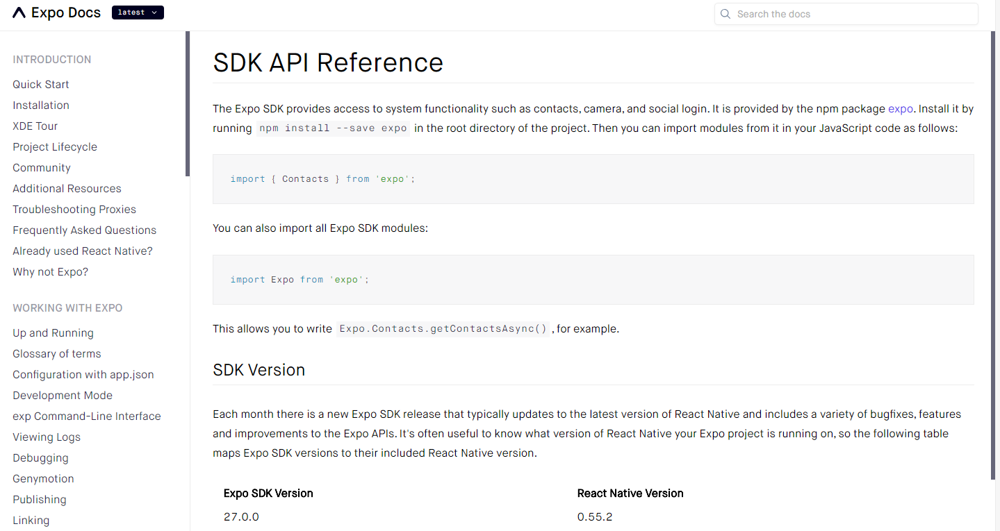 Expo Docs
latest
Search the docs
INTRODUCTION
Quick Start
Installation
XDE Tour
Project Lifecycle
Community
Additional Resources
Troubleshooting Proxies
Frequently Asked Questions
Already used React Native?
Why not Expo?
WORKING WITH EXPO
Up and Running
Glossary of terms
Configuration with app.json
Development Mode
exp Command-Line Interface
Viewing Logs
Debugging
Genymotion
Publishing
Linking
SDK API Reference
The Expo SDK provides access to system functionality such as contacts, camera, and social login. It is provided by the npm package expo. Install it by
running npm install --save expo in the root directory of the project. Then you can import modules from it in your JavaScript code as follows:
import { Contacts } from 'expo';
You can also import all Expo SDK modules:
import Expo from 'expo';
This allows you to write Expo.Contacts.getContactsAsync() , for example.
SDK Version
Each month there is a new Expo SDK release that typically updates to the latest version of React Native and includes a variety of bugfixes, features
and improvements to the Expo APIs. It's often useful to know what version of React Native your Expo project is running on, so the following table
maps Expo SDK versions to their included React Native version.
Expo SDK Version React Native Version
27.0.0 0.55.2